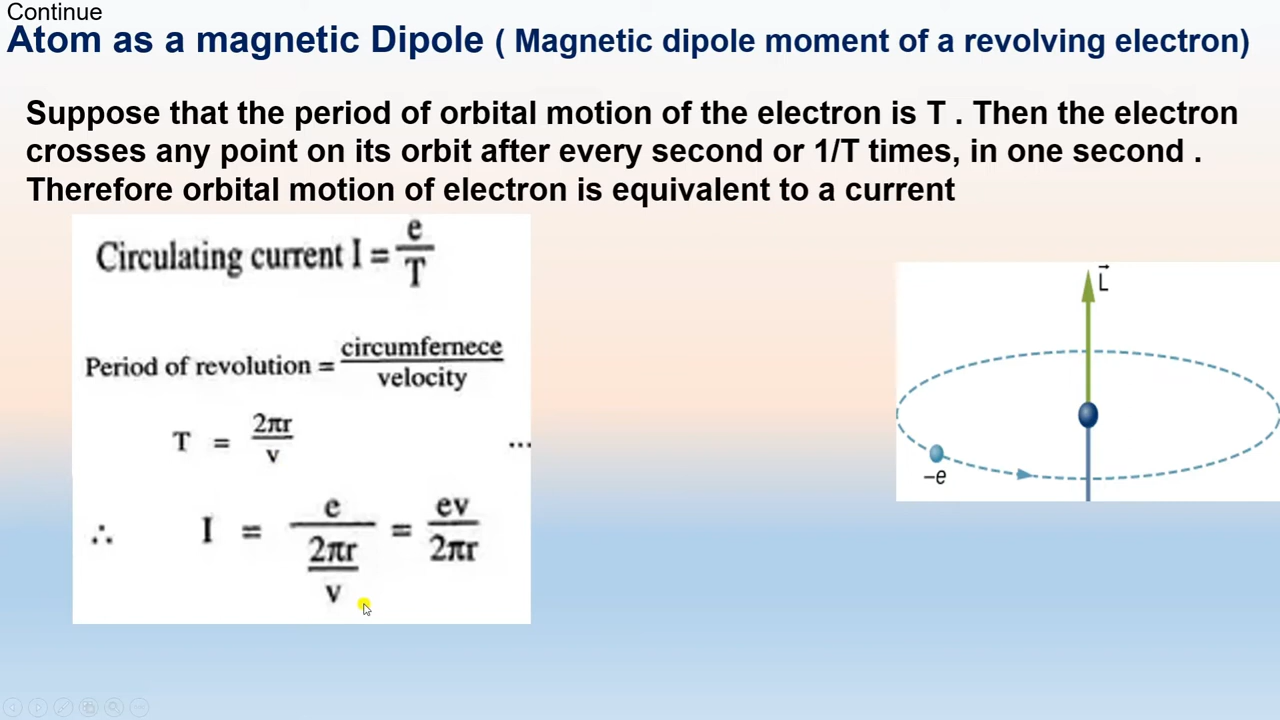 Continue
Atom as a magnetic Dipole ( Magnetic dipole moment of a revolving electron)
Suppose that the period of orbital motion of the electron is T . Then the electron
crosses any point on its orbit after every second or 1/T times, in one second .
Therefore orbital motion of electron is equivalent to a current
Circulating current I = e/T
Period of revolution = circumfernece/velocity
T = 2πr/v ...
∴ I = e/(2πr/v) = ev/2πr
L⃗
−e